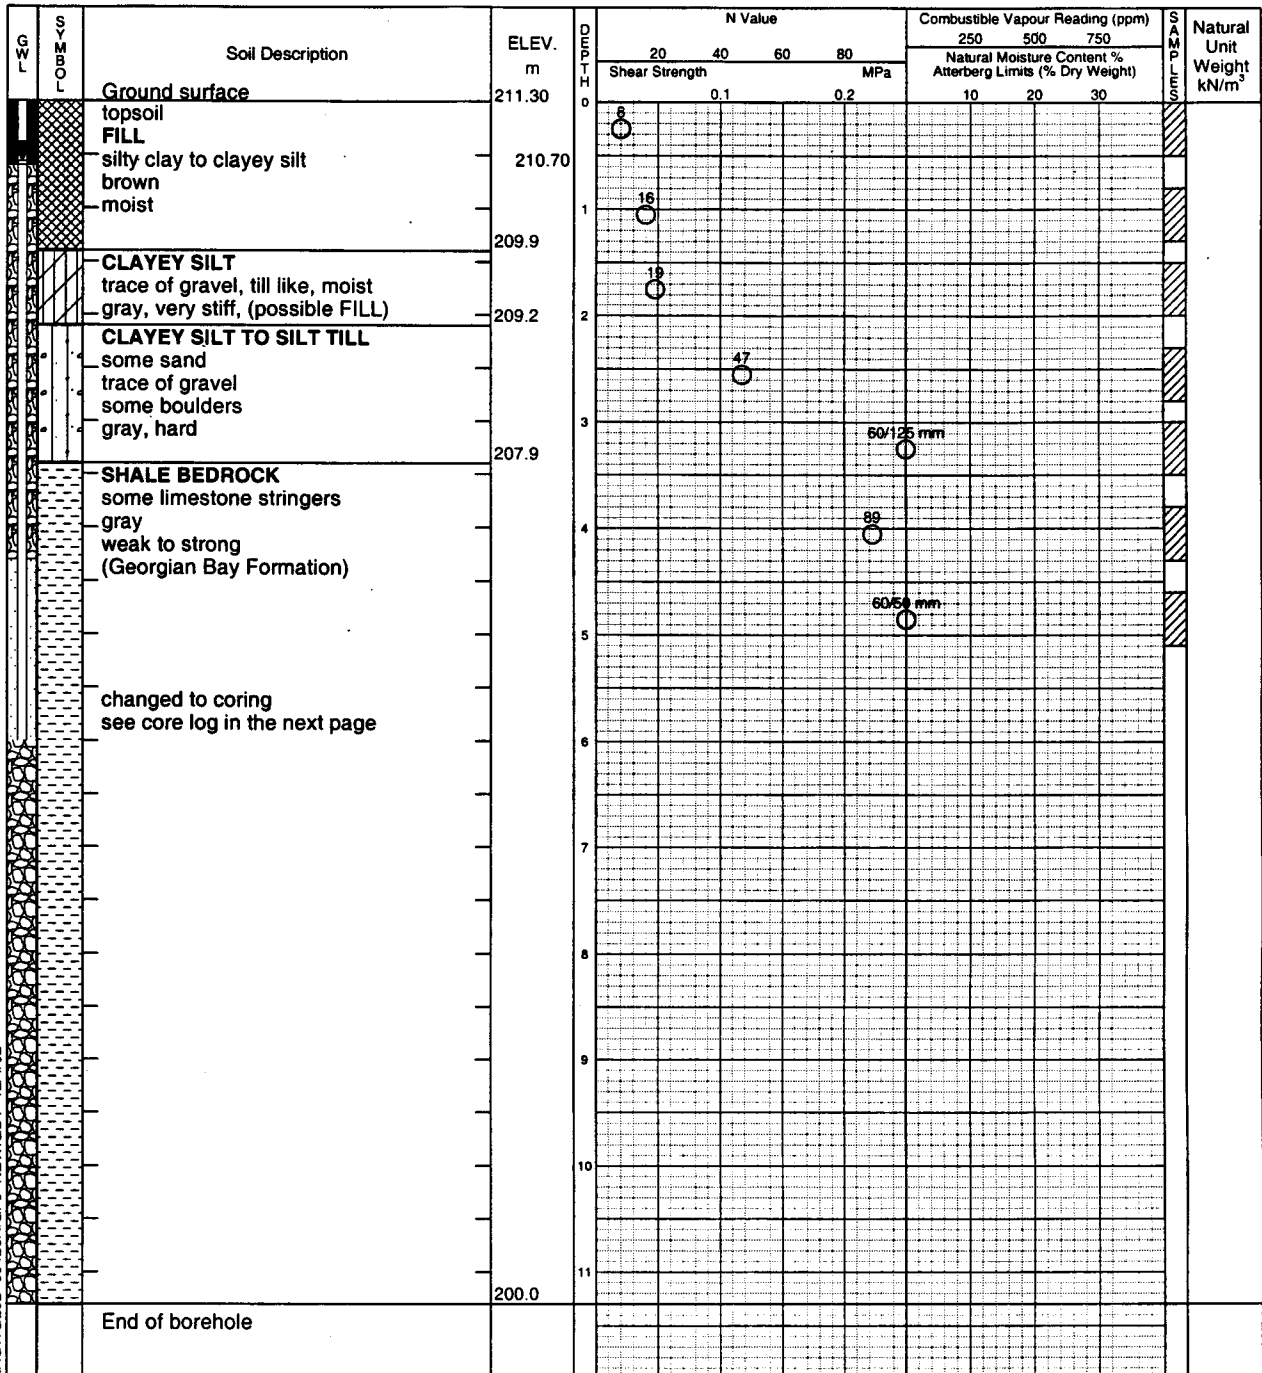 GWL
SYMBOL
Soil Description
ELEV.
m
DEPTH
N Value
20 40 60 80
Shear Strength MPa
0.1 0.2
Combustible Vapour Reading (ppm)
250 500 750
Natural Moisture Content %
Atterberg Limits (% Dry Weight)
10 20 30
SAMPLES
Natural
Unit
Weight
kN/m³
Ground surface 211.30 0
topsoil 8
FILL
silty clay to clayey silt 210.70
brown
moist 16
1
209.9
CLAYEY SILT
trace of gravel, till like, moist 19
gray, very stiff, (possible FILL) 209.2 2
CLAYEY SILT TO SILT TILL
some sand 47
trace of gravel
some boulders 3
gray, hard 60/125 mm
207.9
SHALE BEDROCK
some limestone stringers
gray 89
4
weak to strong
(Georgian Bay Formation)
60/50 mm
5
changed to coring
see core log in the next page
6
7
8
9
10
11
200.0
End of borehole